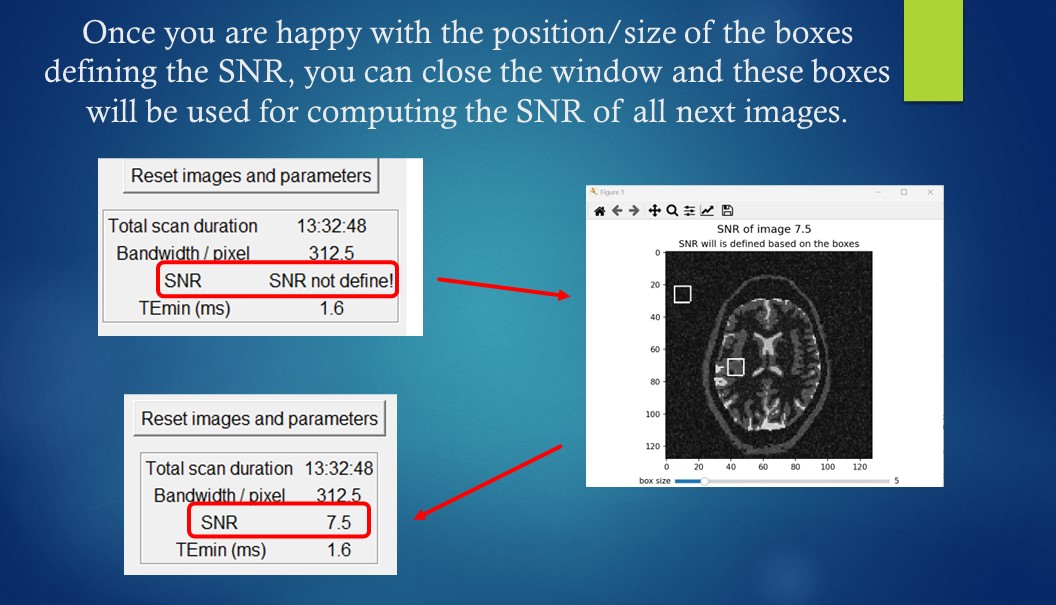 Once you are happy with the position/size of the boxes
defining the SNR, you can close the window and these boxes
will be used for computing the SNR of all next images.
Reset images and parameters
Total scan duration 13:32:48
Bandwidth / pixel 312.5
SNR SNR not define!
TEmin (ms) 1.6
Figure 1
SNR of image 7.5
SNR will is defined based on the boxes
0
20
40
60
80
100
120
0 20 40 60 80 100 120
box size 5
Reset images and parameters
Total scan duration 13:32:48
Bandwidth / pixel 312.5
SNR 7.5
TEmin (ms) 1.6